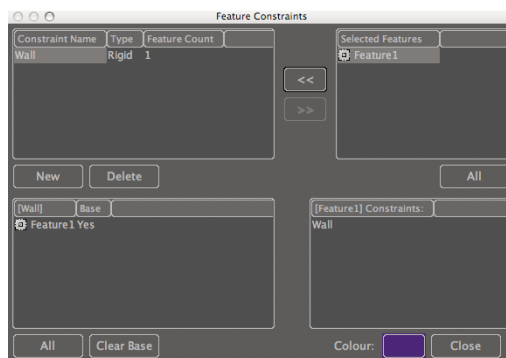 Feature Constraints
Constraint Name Type Feature Count
Wall Rigid 1
Selected Features
Feature1
<<
>>
New Delete
All
[Wall] Base
Feature1 Yes
[Feature1] Constraints:
Wall
All Clear Base
Colour: Close